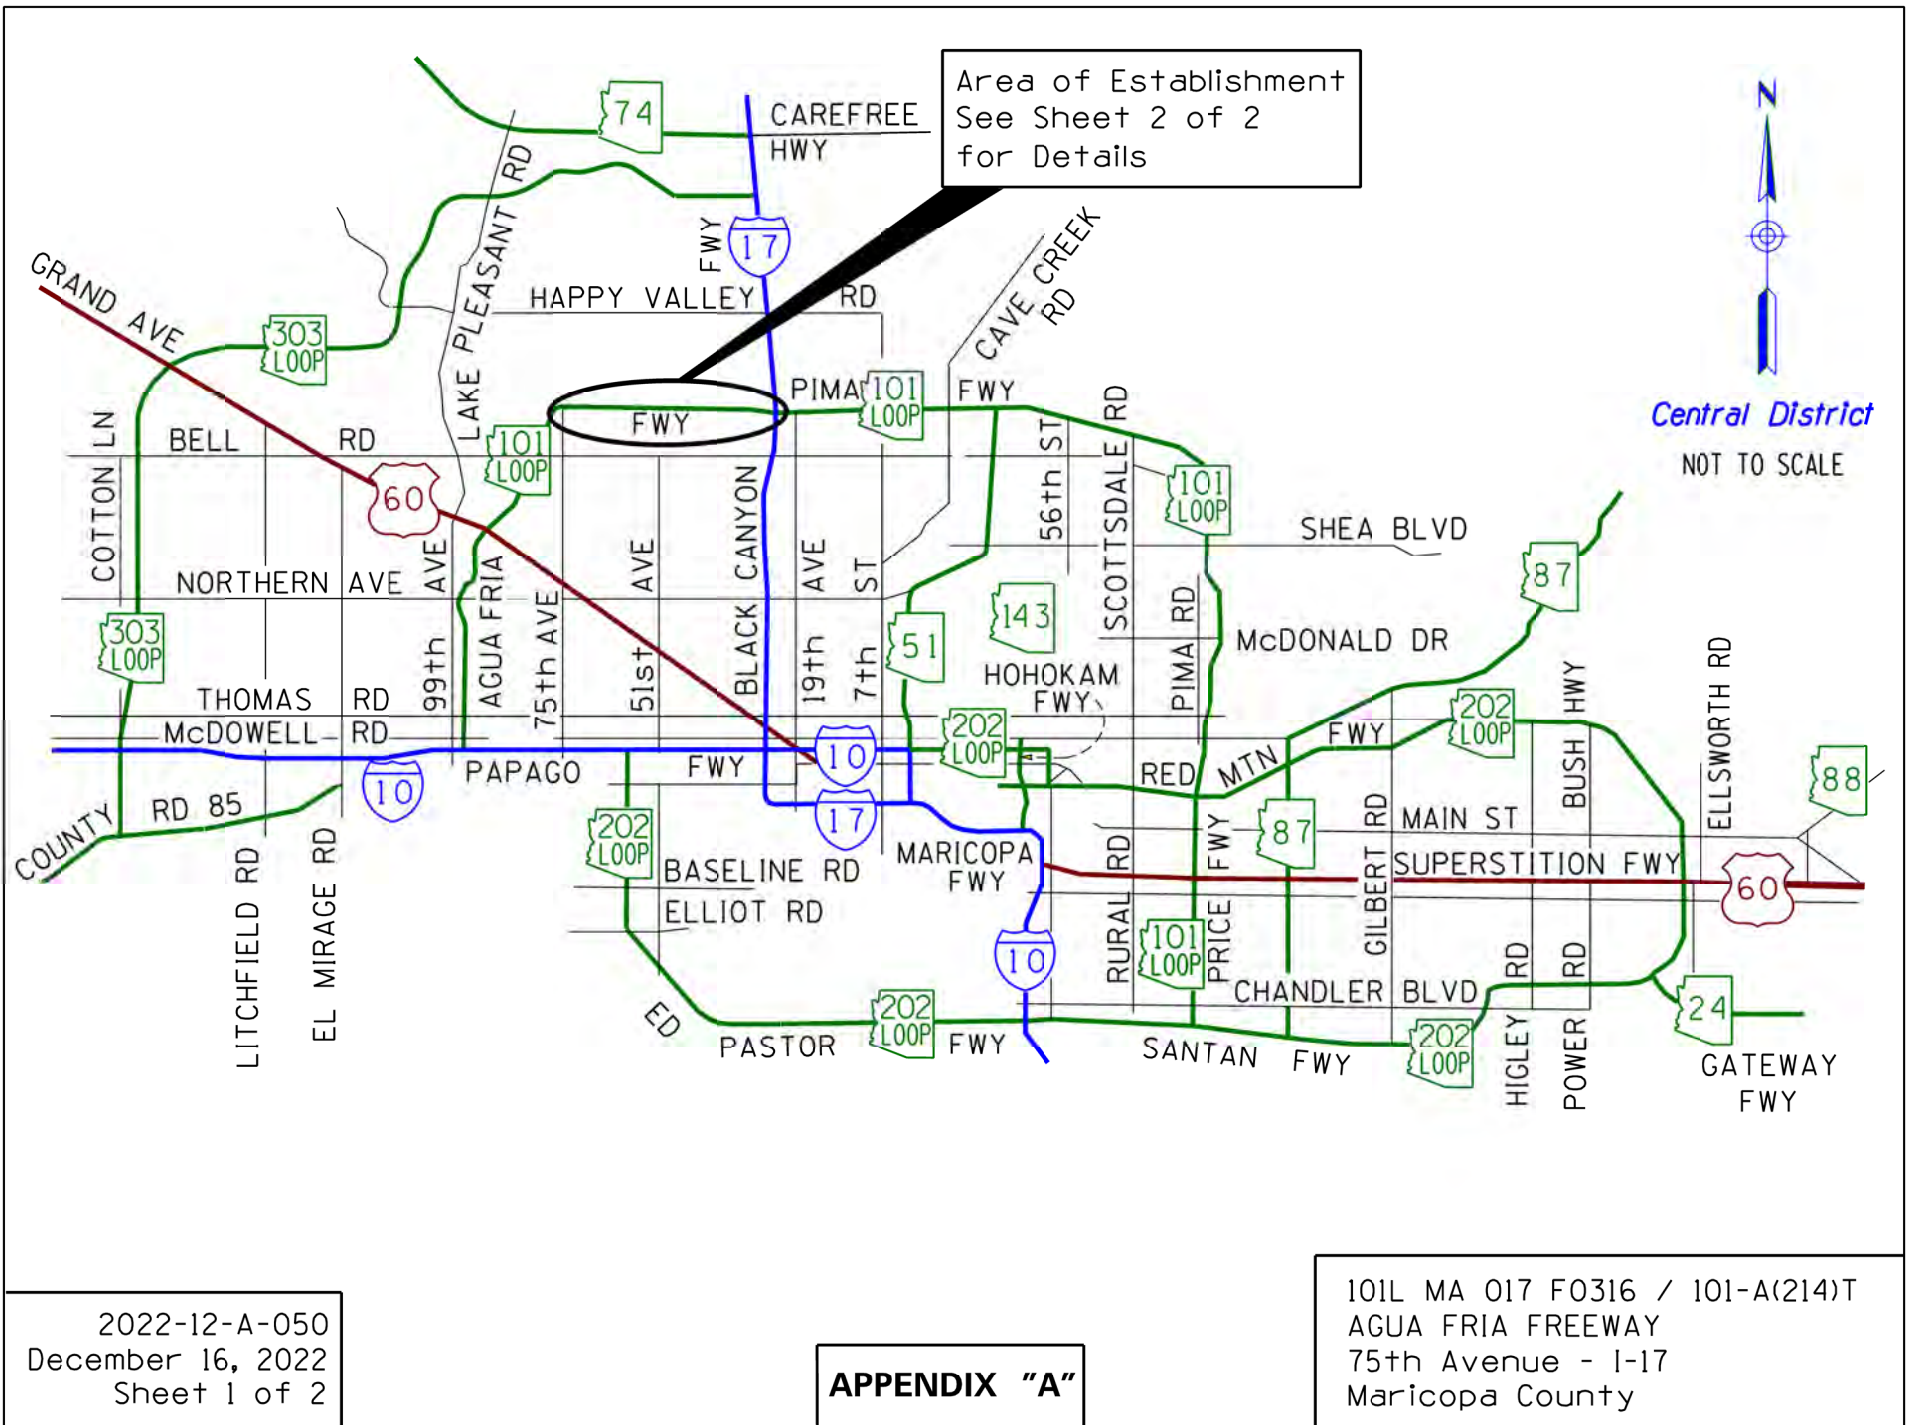 Area of Establishment
See Sheet 2 of 2
for Details
N
Central District
NOT TO SCALE
74
CAREFREE
HWY
LAKE PLEASANT RD
FWY
17
HAPPY VALLEY RD
CAVE CREEK
RD
GRAND AVE
303
LOOP
PIMA
101
LOOP
FWY
FWY
101
LOOP
BELL RD
60
COTTON LN
101
LOOP
56th ST
SCOTTSDALE RD
SHEA BLVD
87
NORTHERN AVE
99th AVE
AGUA FRIA
75th AVE
51st AVE
BLACK CANYON
19th AVE
7th ST
303
LOOP
51
143
HOHOKAM
FWY
PIMA RD
McDONALD DR
THOMAS RD
McDOWELL RD
202
LOOP
202
LOOP
BUSH HWY
ELLSWORTH RD
88
10
PAPAGO FWY
10
RED MTN FWY
COUNTY RD 85
17
202
LOOP
87
MAIN ST
LITCHFIELD RD
EL MIRAGE RD
BASELINE RD
ELLIOT RD
MARICOPA
FWY
SUPERSTITION FWY
60
RURAL RD
PRICE FWY
GILBERT RD
101
LOOP
10
CHANDLER BLVD
HIGLEY RD
POWER RD
24
GATEWAY
FWY
ED PASTOR FWY
202
LOOP
SANTAN FWY
202
LOOP
2022-12-A-050
December 16, 2022
Sheet 1 of 2
APPENDIX "A"
101L MA 017 F0316 / 101-A(214)T
AGUA FRIA FREEWAY
75th Avenue - I-17
Maricopa County